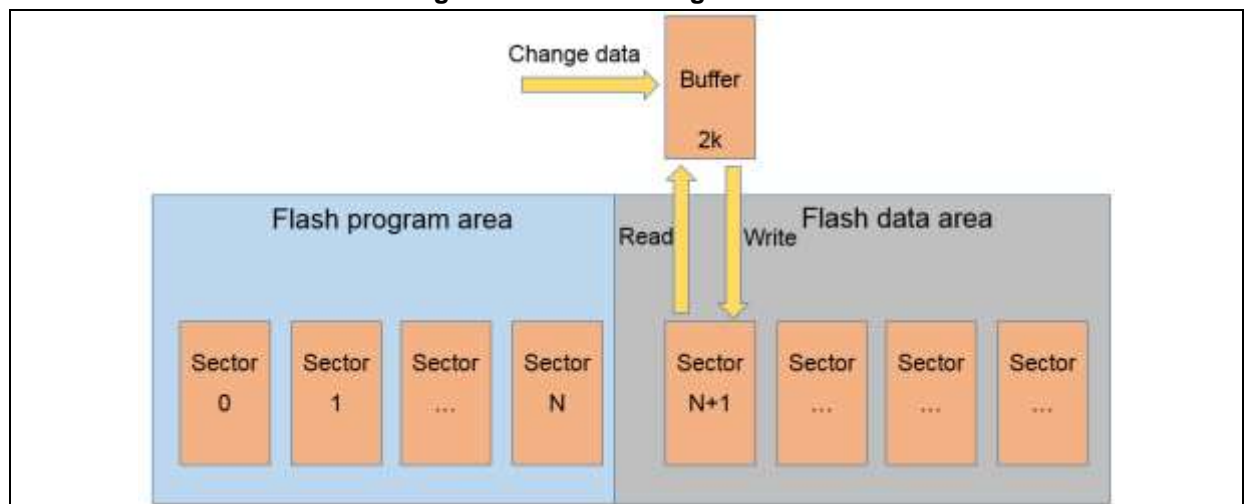 Change data
Buffer
2k
Flash program area
Flash data area
Read
Write
Sector
0
Sector
1
Sector
...
Sector
N
Sector
N+1
Sector
...
Sector
...
Sector
...